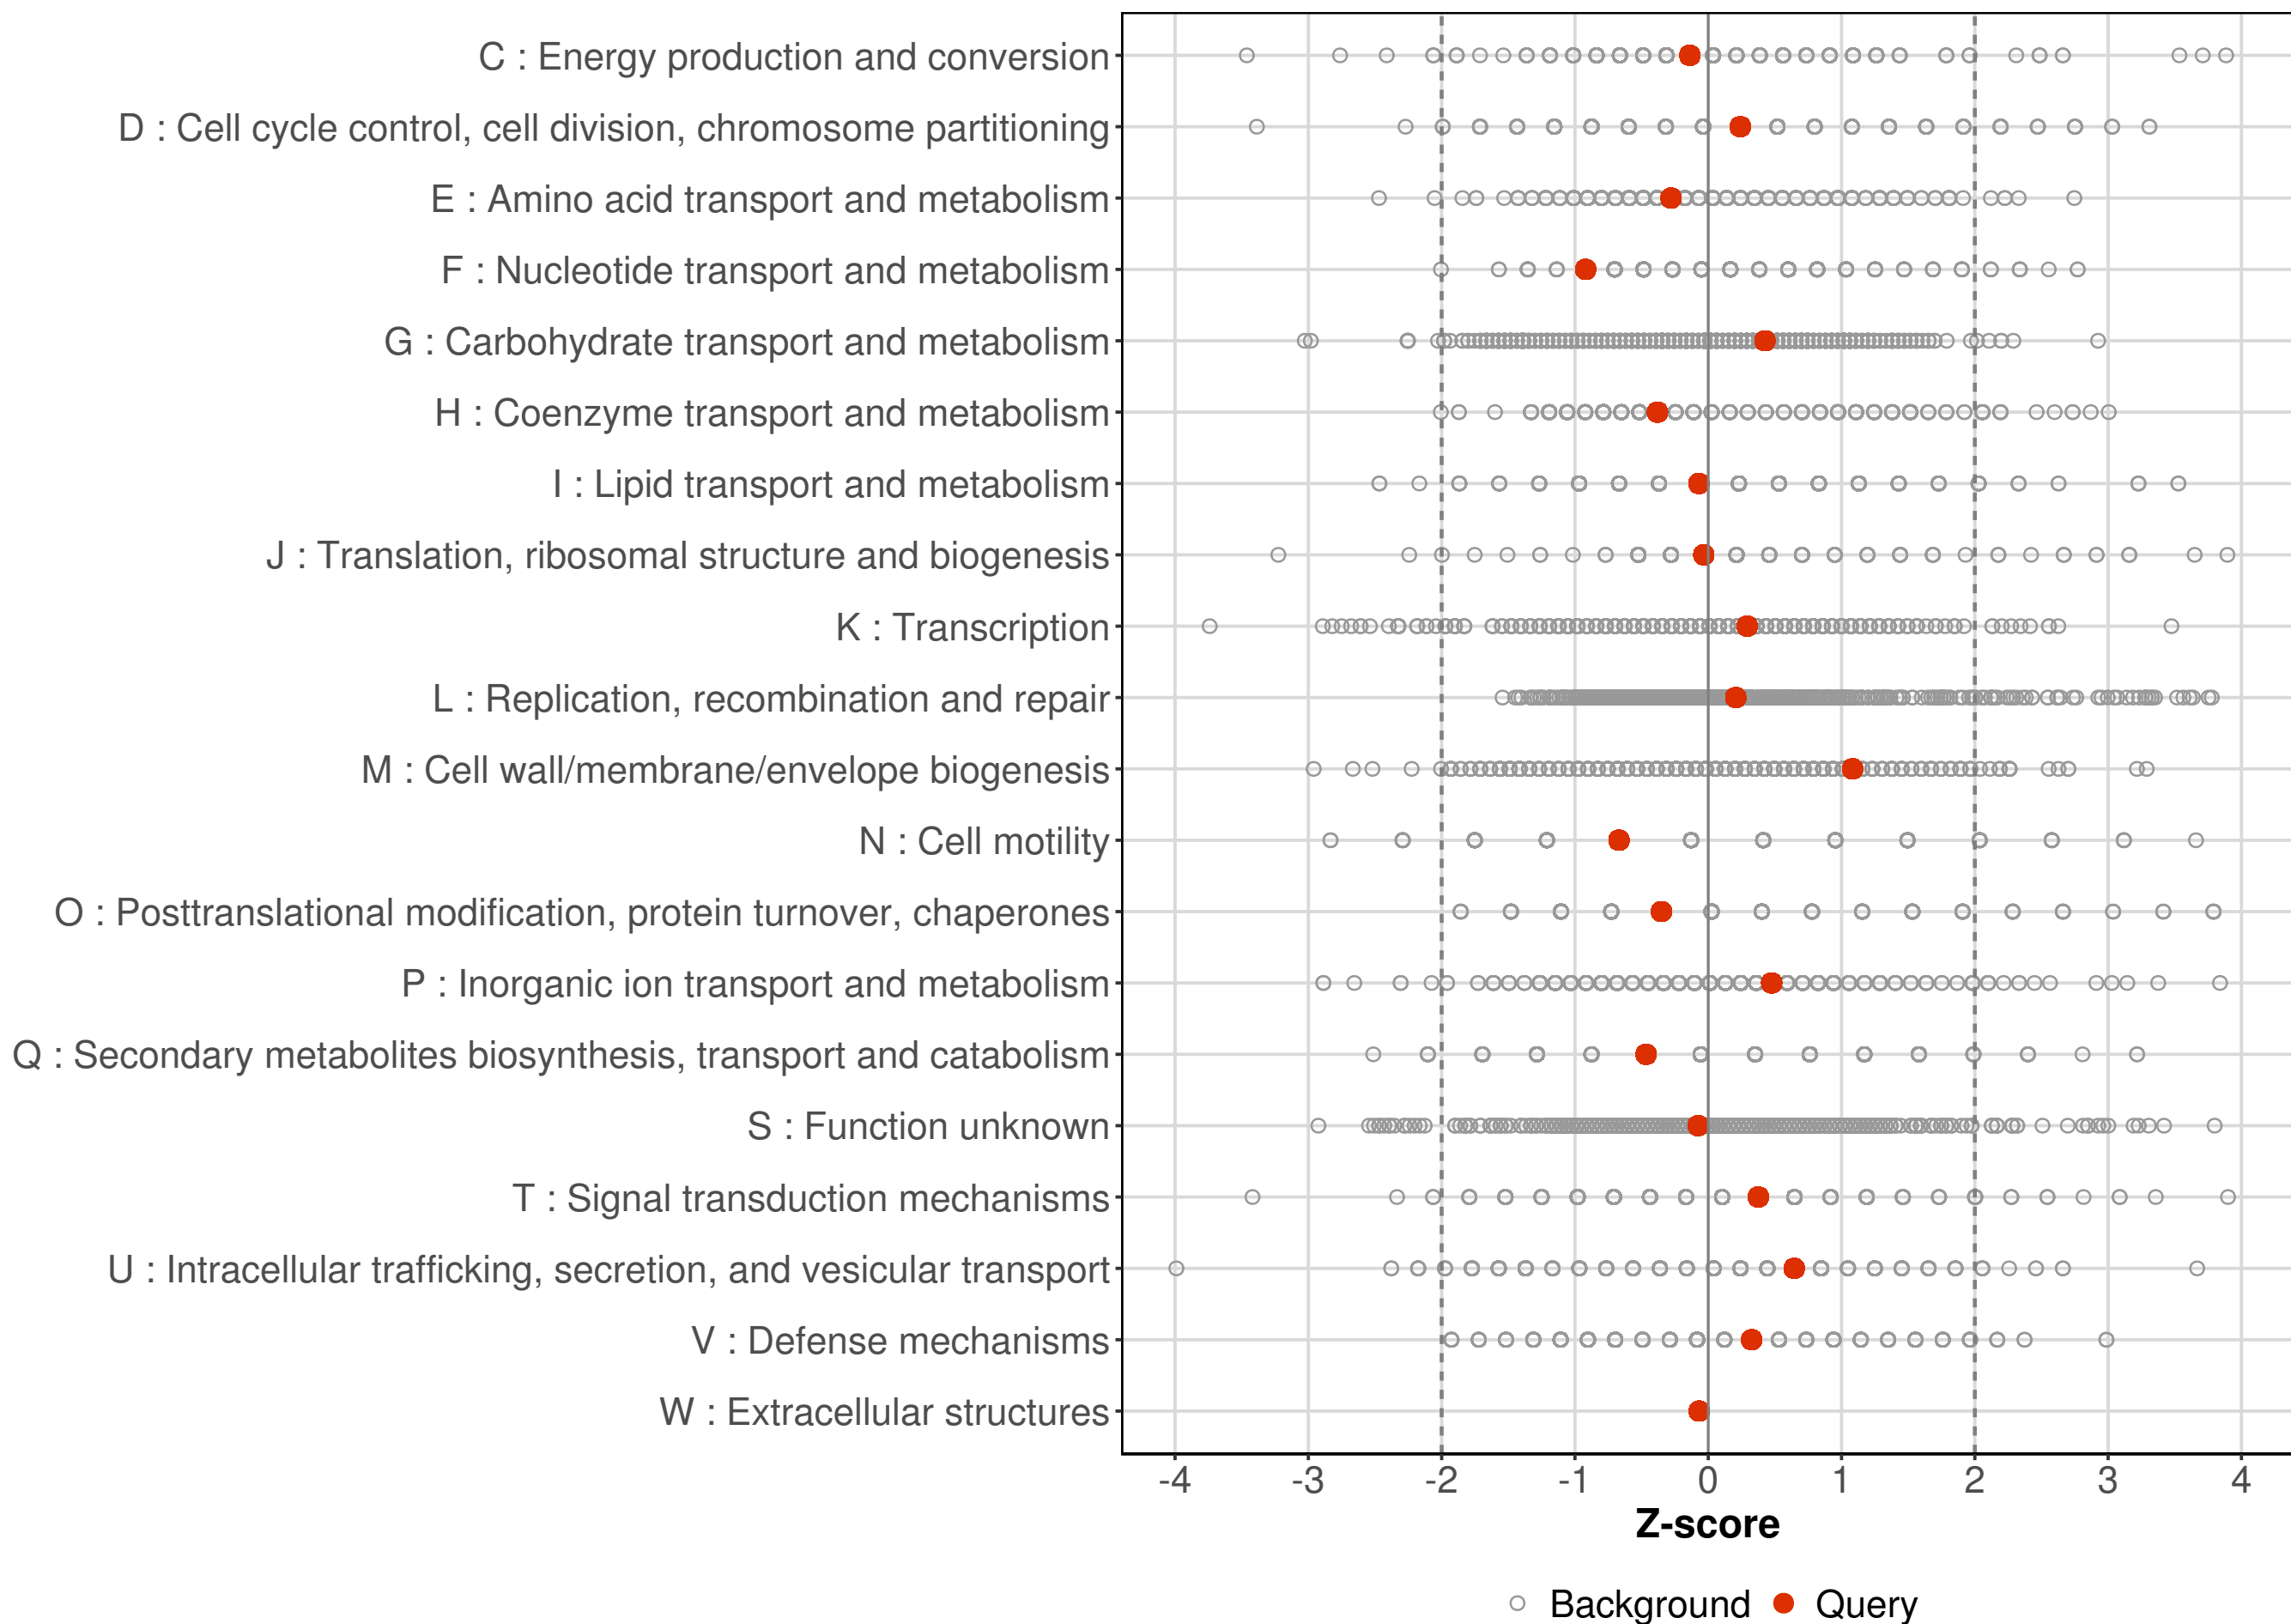 C : Energy production and conversion
D : Cell cycle control, cell division, chromosome partitioning
E : Amino acid transport and metabolism
F : Nucleotide transport and metabolism
G : Carbohydrate transport and metabolism
H : Coenzyme transport and metabolism
I : Lipid transport and metabolism
J : Translation, ribosomal structure and biogenesis
K : Transcription
L : Replication, recombination and repair
M : Cell wall/membrane/envelope biogenesis
N : Cell motility
O : Posttranslational modification, protein turnover, chaperones
P : Inorganic ion transport and metabolism
Q : Secondary metabolites biosynthesis, transport and catabolism
S : Function unknown
T : Signal transduction mechanisms
U : Intracellular trafficking, secretion, and vesicular transport
V : Defense mechanisms
W : Extracellular structures
-4 -3 -2 -1 0 1 2 3 4
Z-score
Background Query